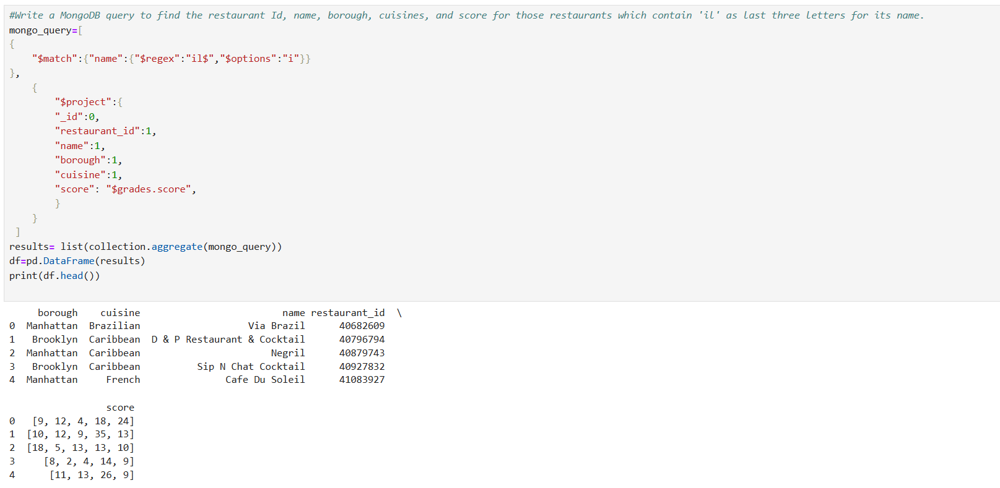 #Write a MongoDB query to find the restaurant Id, name, borough, cuisines, and score for those restaurants which contain 'il' as last three letters for its name.
mongo_query=[
{
    "$match":{"name":{"$regex":"il$","$options":"i"}}
},
    {
        "$project":{
        "_id":0,
        "restaurant_id":1,
        "name":1,
        "borough":1,
        "cuisine":1,
        "score": "$grades.score",
        }
    }
 ]
results= list(collection.aggregate(mongo_query))
df=pd.DataFrame(results)
print(df.head())
     borough    cuisine                         name restaurant_id  \
0  Manhattan  Brazilian                   Via Brazil      40682609
1   Brooklyn  Caribbean  D & P Restaurant & Cocktail      40796794
2  Manhattan  Caribbean                       Negril      40879743
3   Brooklyn  Caribbean          Sip N Chat Cocktail      40927832
4  Manhattan     French               Cafe Du Soleil      41083927
                 score
0   [9, 12, 4, 18, 24]
1  [10, 12, 9, 35, 13]
2  [18, 5, 13, 13, 10]
3     [8, 2, 4, 14, 9]
4      [11, 13, 26, 9]